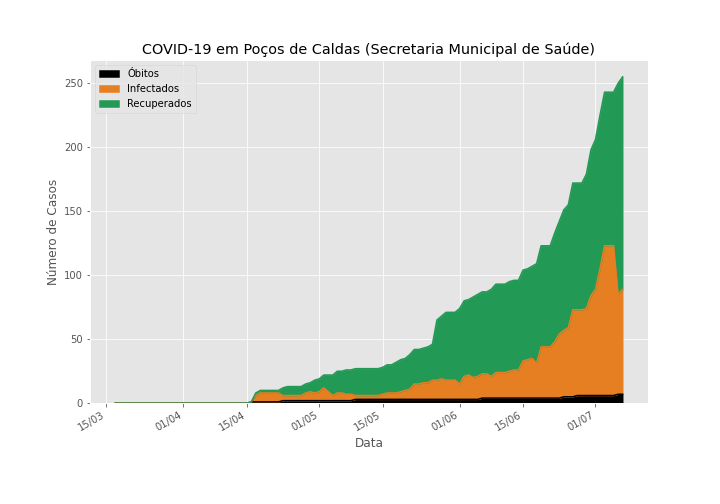 COVID-19 em Poços de Caldas (Secretaria Municipal de Saúde)
Óbitos
Infectados
Recuperados
Número de Casos
250
200
150
100
50
0
15/03
01/04
15/04
01/05
15/05
01/06
15/06
01/07
Data